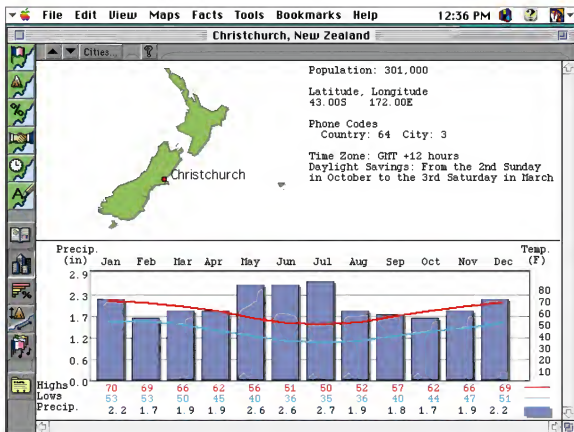 File Edit View Maps Facts Tools Bookmarks Help 12:36 PM
Christchurch, New Zealand
Cities... ?
Population: 301,000
Latitude, Longitude
43.00S 172.00E
Phone Codes
Country: 64 City: 3
Time Zone: GMT +12 hours
Daylight Savings: From the 2nd Sunday
in October to the 3rd Saturday in March
Christchurch
Precip. Temp.
(in) Jan Feb Mar Apr May Jun Jul Aug Sep Oct Nov Dec (F)
2.9
2.3
1.7
1.2
0.6
0.0
80
70
60
50
40
30
20
10
Highs 70 69 66 62 56 51 50 52 57 62 66 69
Lows 53 53 50 45 40 36 35 36 40 44 47 51
Precip. 2.2 1.7 1.9 1.9 2.6 2.6 2.7 1.9 1.8 1.7 1.9 2.2